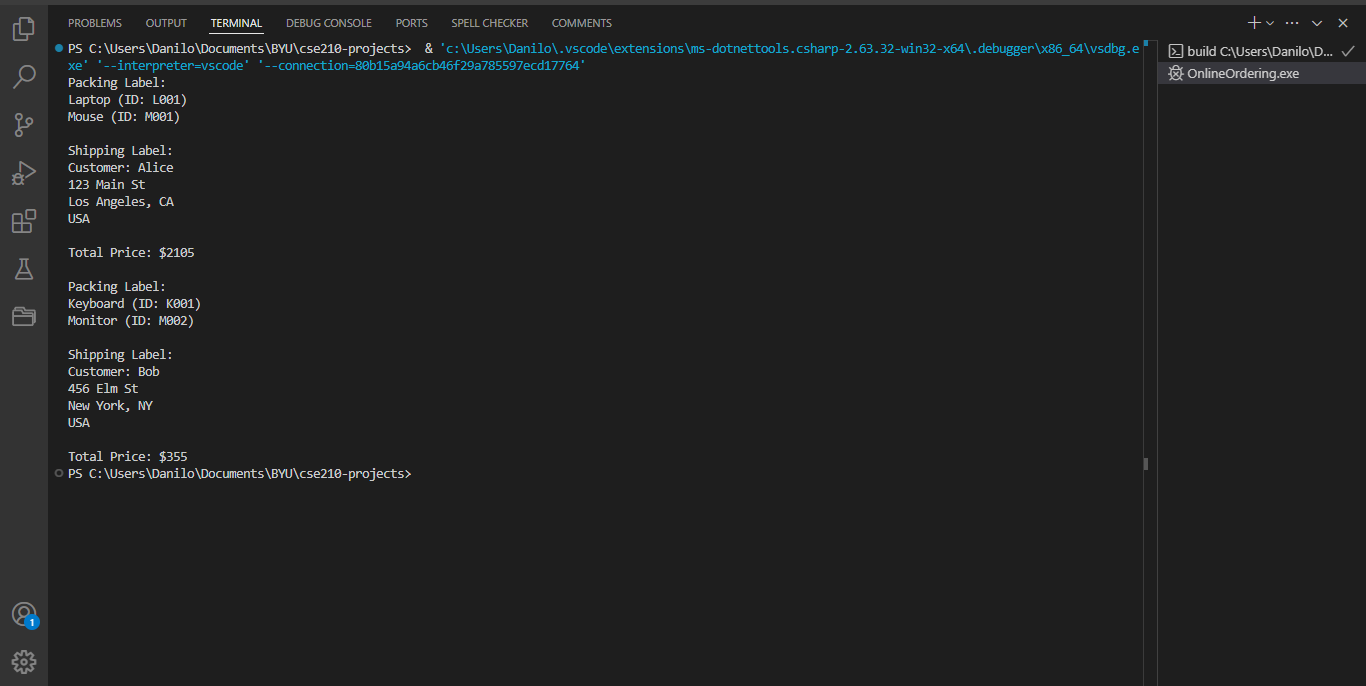 PROBLEMS OUTPUT TERMINAL DEBUG CONSOLE PORTS SPELL CHECKER COMMENTS
PS C:\Users\Danilo\Documents\BYU\cse210-projects>  & 'c:\Users\Danilo\.vscode\extensions\ms-dotnettools.csharp-2.63.32-win32-x64\.debugger\x86_64\vsdbg.e
xe' '--interpreter=vscode' '--connection=80b15a94a6cb46f29a785597ecd17764'
Packing Label:
Laptop (ID: L001)
Mouse (ID: M001)
Shipping Label:
Customer: Alice
123 Main St
Los Angeles, CA
USA
Total Price: $2105
Packing Label:
Keyboard (ID: K001)
Monitor (ID: M002)
Shipping Label:
Customer: Bob
456 Elm St
New York, NY
USA
Total Price: $355
PS C:\Users\Danilo\Documents\BYU\cse210-projects>
build C:\Users\Danilo\D...
OnlineOrdering.exe
1